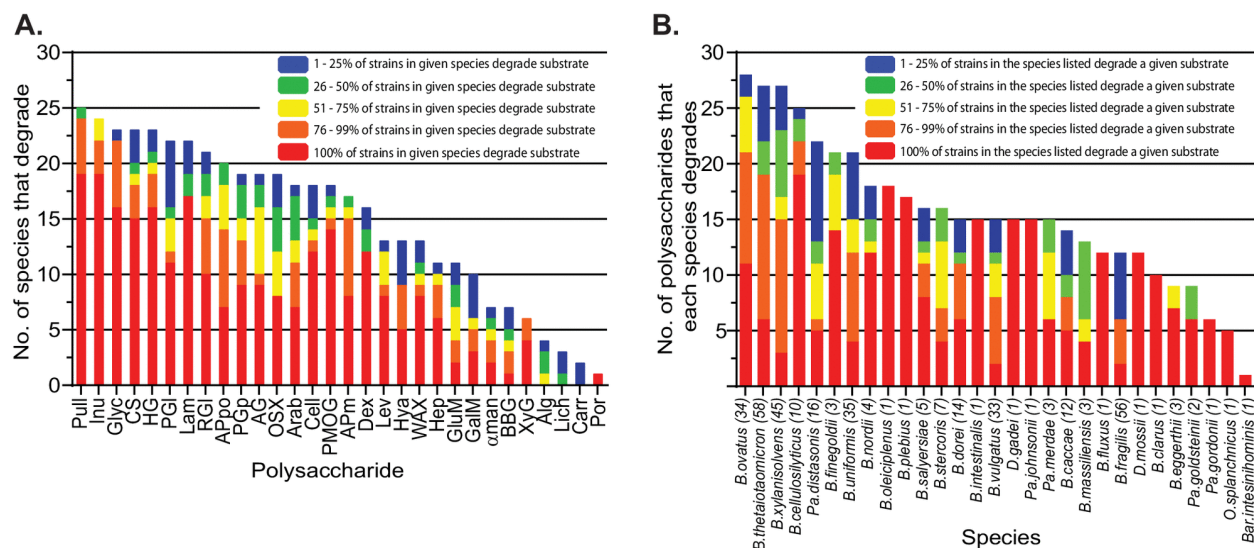 A.
No. of species that degrade
30
25
20
15
10
5
0
1 - 25% of strains in given species degrade substrate
26 - 50% of strains in given species degrade substrate
51 - 75% of strains in given species degrade substrate
76 - 99% of strains in given species degrade substrate
100% of strains in given species degrade substrate
Pull
Inu
Glyc
CS
HG
PGl
Lam
RGI
APpo
PGp
AG
OSX
Arab
Cell
PMOG
APm
Dex
Lev
Hya
WAX
Hep
GluM
GalM
αman
BBG
XyG
Alg
Lich
Carr
Por
Polysaccharide
B.
No. of polysaccharides that
each species degrades
30
25
20
15
10
5
1 - 25% of strains in the species listed degrade a given substrate
26 - 50% of strains in the species listed degrade a given substrate
51 - 75% of strains in the species listed degrade a given substrate
76 - 99% of strains in the species listed degrade a given substrate
100% of strains in the species listed degrade a given substrate
B.ovatus (34)
B.thetaiotaomicron (58)
B.xylanisolvens (45)
B.cellulosilyticus (10)
Pa.distasonis (16)
B.finegoldii (3)
B.uniformis (35)
B.nordii (4)
B.oleiciplenus (1)
B.plebius (1)
B.salyersiae (5)
B.stercoris (7)
B.dorei (14)
B.intestinalis (1)
B.vulgatus (33)
D.gadei (1)
Pa.johnsonii (1)
Pa.merdae (3)
B.caccae (12)
B.massiliensis (3)
B.fluxus (1)
B.fragilis (56)
D.mossii (1)
B.clarus (1)
B.eggerthii (3)
Pa.goldsteinii (2)
Pa.gordonii (1)
O.splanchnicus (1)
Bar.intesinihominis (1)
Species